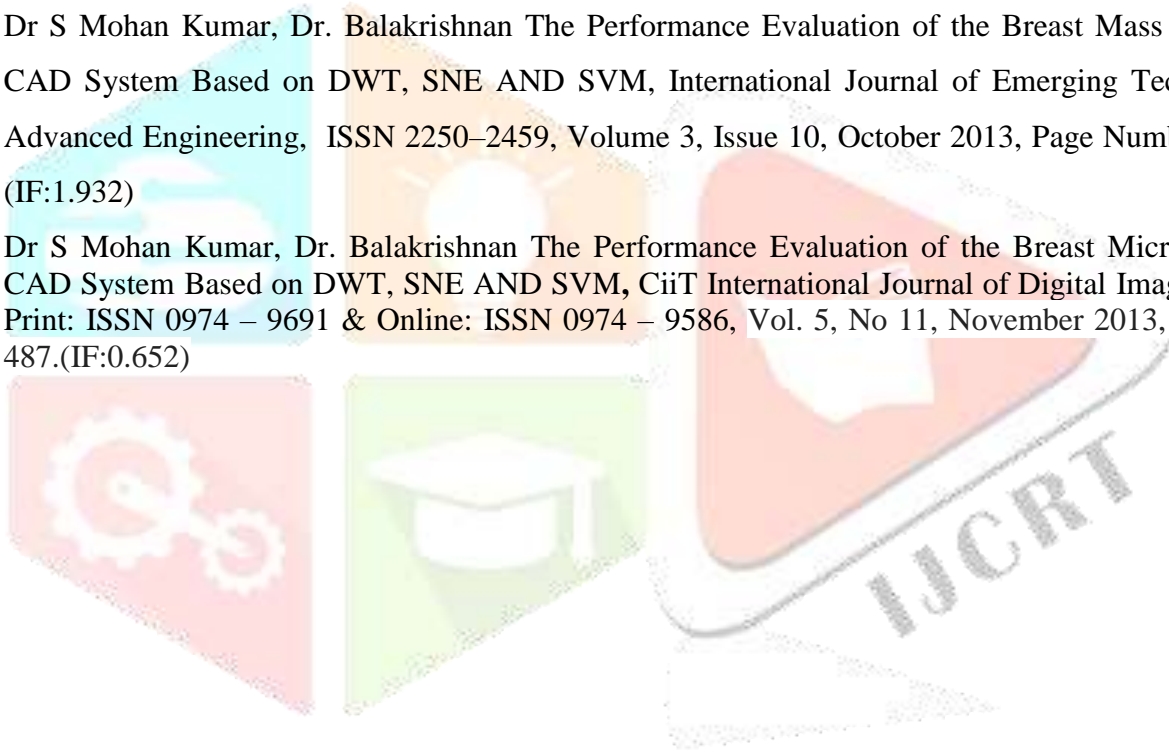 Dr S Mohan Kumar, Dr. Balakrishnan The Performance Evaluation of the Breast Mass
CAD System Based on DWT, SNE AND SVM, International Journal of Emerging Tec
Advanced Engineering, ISSN 2250–2459, Volume 3, Issue 10, October 2013, Page Num
(IF:1.932)
Dr S Mohan Kumar, Dr. Balakrishnan The Performance Evaluation of the Breast Micr
CAD System Based on DWT, SNE AND SVM, CiiT International Journal of Digital Imag
Print: ISSN 0974 – 9691 & Online: ISSN 0974 – 9586, Vol. 5, No 11, November 2013,
487.(IF:0.652)
IJCRT